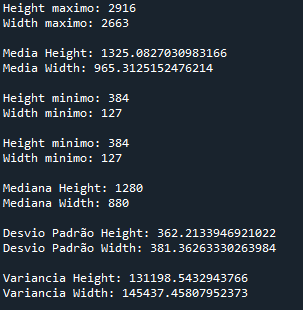 Height maximo: 2916
Width maximo: 2663
Media Height: 1325.0827030983166
Media Width: 965.3125152476214
Height minimo: 384
Width minimo: 127
Height minimo: 384
Width minimo: 127
Mediana Height: 1280
Mediana Width: 880
Desvio Padrão Height: 362.2133946921022
Desvio Padrão Width: 381.36263330263984
Variancia Height: 131198.5432943766
Variancia Width: 145437.45807952373